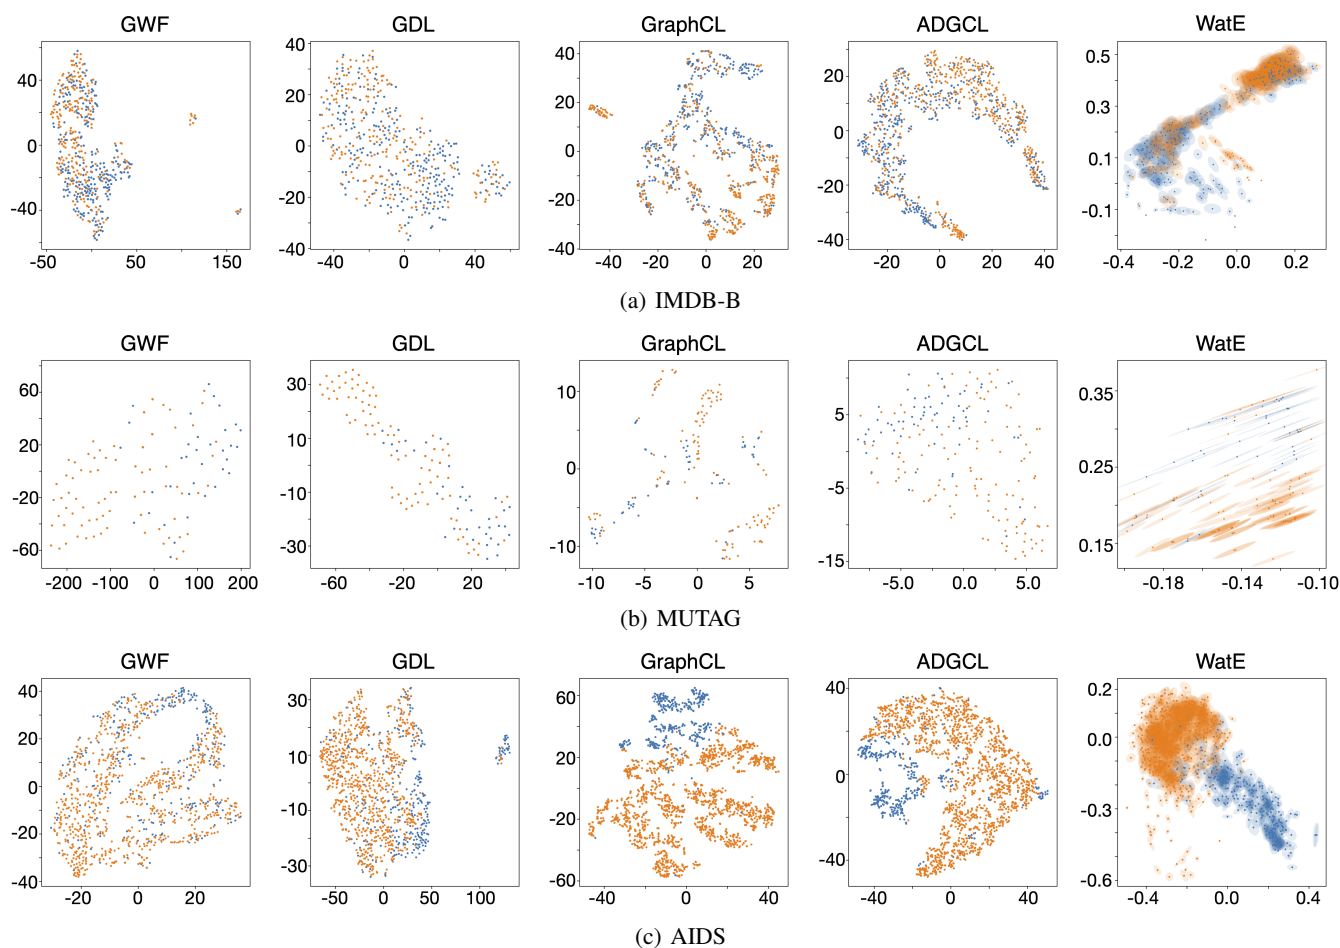 GWF GDL GraphCL ADGCL WatE
40 0 -40
-50 50 150
40 20 0 -20 -40
-40 0 40
40 20 0 -20 -40
-40 -20 0 20
20 0 -20 -40
-20 0 20 40
0.5 0.3 0.1 -0.1
-0.4 -0.2 0.0 0.2
(a) IMDB-B
GWF GDL GraphCL ADGCL WatE
60 20 -20 -60
-200 -100 0 100 200
30 10 -10 -30
-60 -20 20
10 0 -10
-10 -5 0 5
5 -5 -15
-5.0 0.0 5.0
0.35 0.25 0.15
-0.18 -0.14 -0.10
(b) MUTAG
GWF GDL GraphCL ADGCL WatE
40 20 0 -20 -40
-20 0 20
30 10 -10 -30
-50 0 50 100
60 20 -20 -60
-40 0 40
40 0 -40
-40 0 40
0.2 0.0 -0.3 -0.6
-0.4 0.0 0.4
(c) AIDS